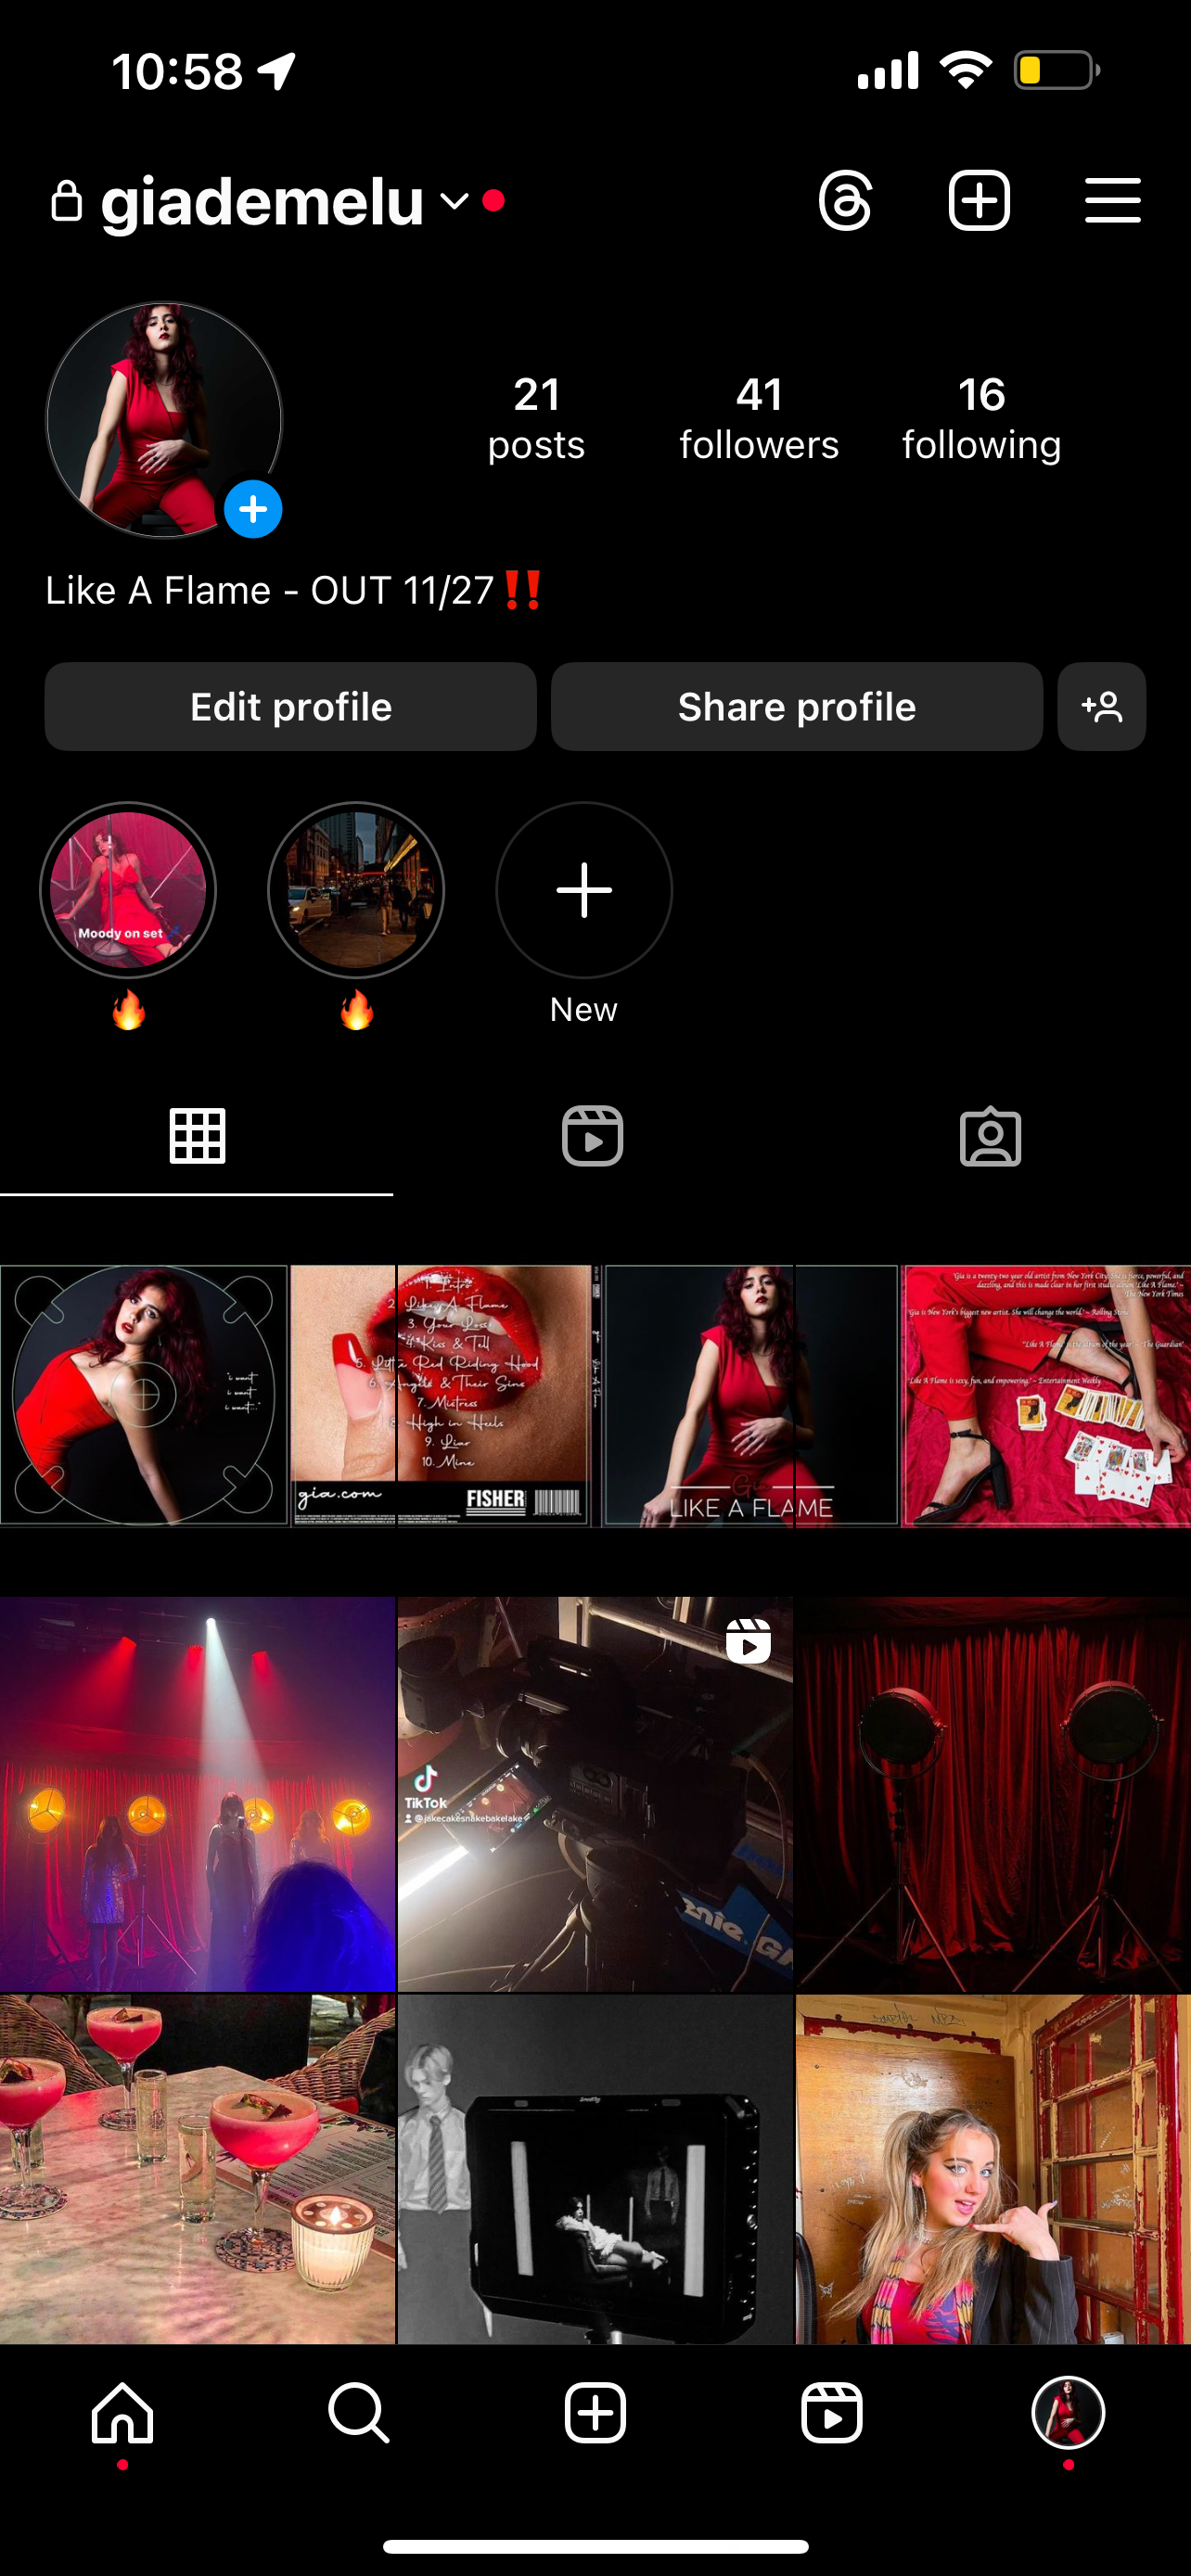 10:58
giademelu
21
posts
41
followers
16
following
Like A Flame - OUT 11/27‼️
Edit profile
Share profile
Moody on set
🔥
🔥
New
"i want
i want
i want..."
1. Intro
2. Like A Flame
3. Your Loss
4. Kiss & Tell
5. Little Red Riding Hood
6. Angels & Their Sins
7. Mistress
8. High in Heels
9. Liar
10. Mine
gia.com
FISHER
Gia
LIKE A FLAME
"Gia is a twenty-two year old artist from New York City. She is fierce, powerful, and
dazzling, and this is made clear in her first studio album 'Like A Flame.'" -
The New York Times
"Gia is New York's biggest new artist. She will change the world." - Rolling Stone
"Like A Flame is the album of the year." - The Guardian
"Like A Flame is sexy, fun, and empowering." - Entertainment Weekly
TikTok
@jakecakesnakebakelake